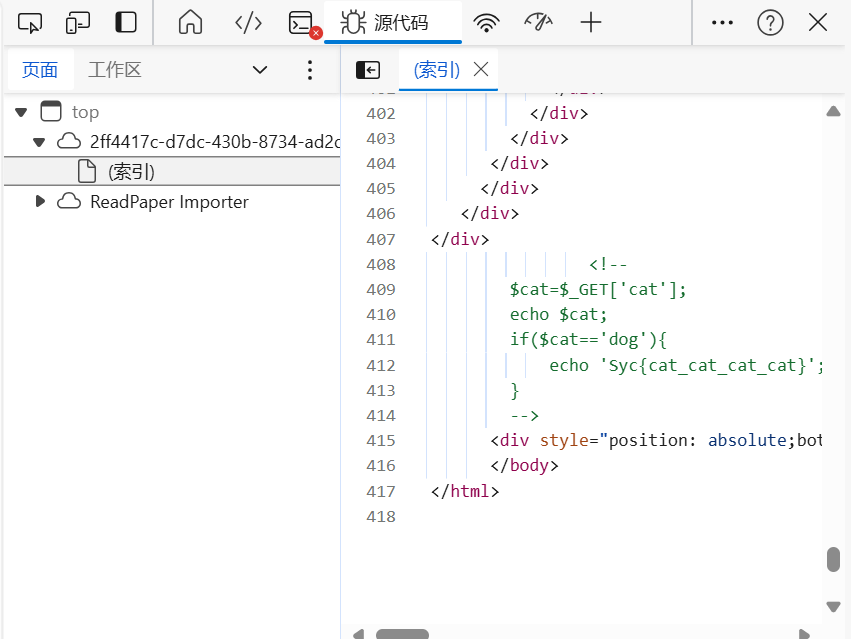 源代码
页面 工作区
(索引)
top
2ff4417c-d7dc-430b-8734-ad2c
(索引)
ReadPaper Importer
402 </div>
403 </div>
404 </div>
405 </div>
406 </div>
407 </div>
408 <!--
409 $cat=$_GET['cat'];
410 echo $cat;
411 if($cat=='dog'){
412 echo 'Syc{cat_cat_cat_cat}';
413 }
414 -->
415 <div style="position: absolute;bot
416 </body>
417 </html>
418